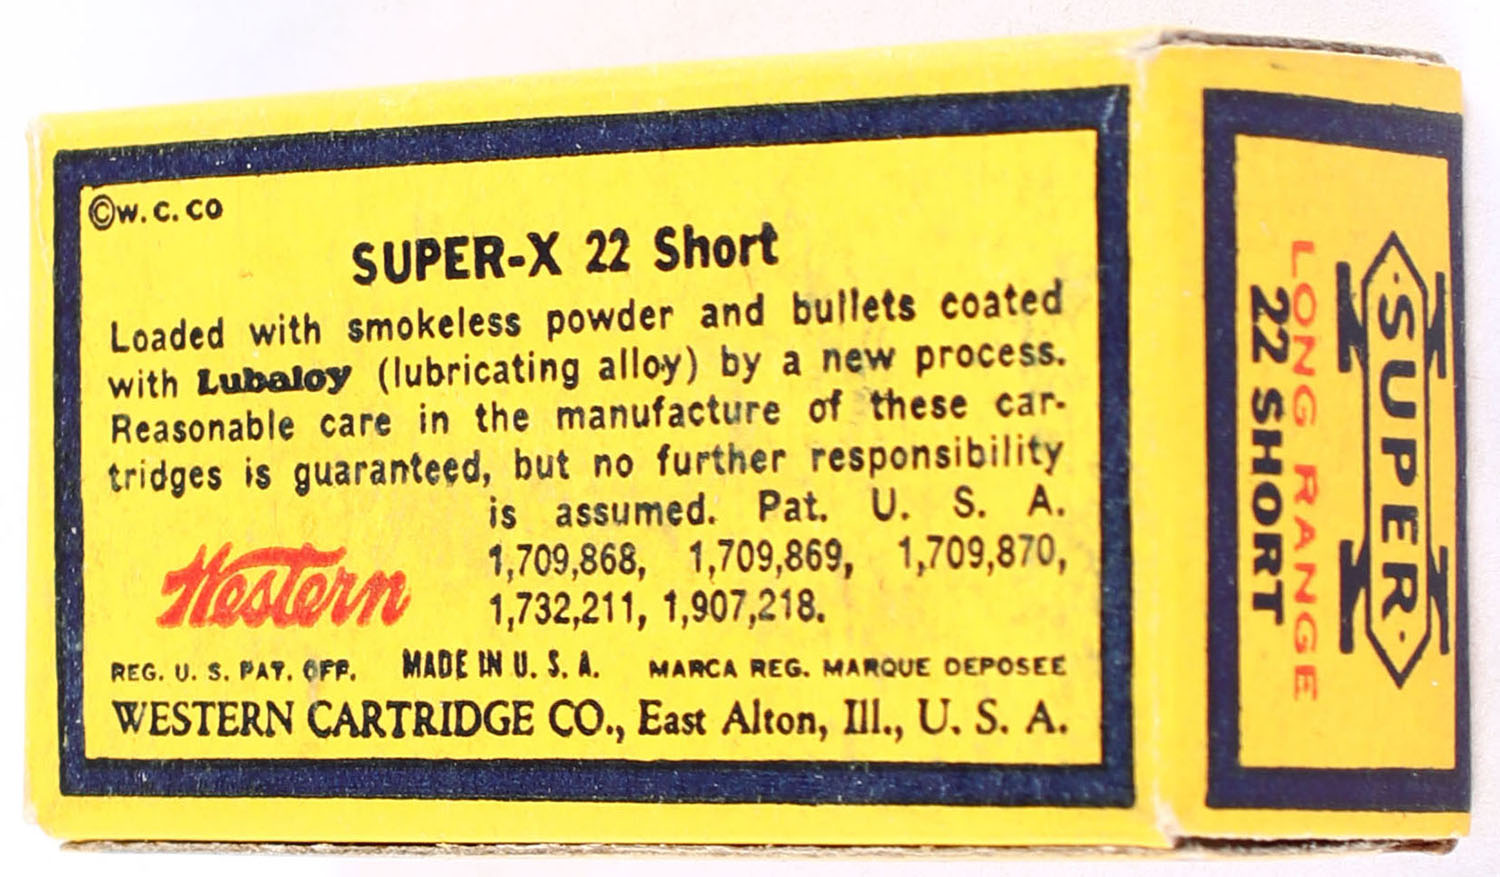 ©W. C. CO
SUPER-X 22 Short
Loaded with smokeless powder and bullets coated
with Lubaloy (lubricating alloy) by a new process.
Reasonable care in the manufacture of these car-
tridges is guaranteed, but no further responsibility
is assumed. Pat. U. S. A.
1,709,868, 1,709,869, 1,709,870,
1,732,211, 1,907,218.
Western
REG. U. S. PAT. OFF. MADE IN U. S. A. MARCA REG. MARQUE DEPOSEE
WESTERN CARTRIDGE CO., East Alton, Ill., U. S. A.
·SUPER·
X
LONG RANGE
22 SHORT